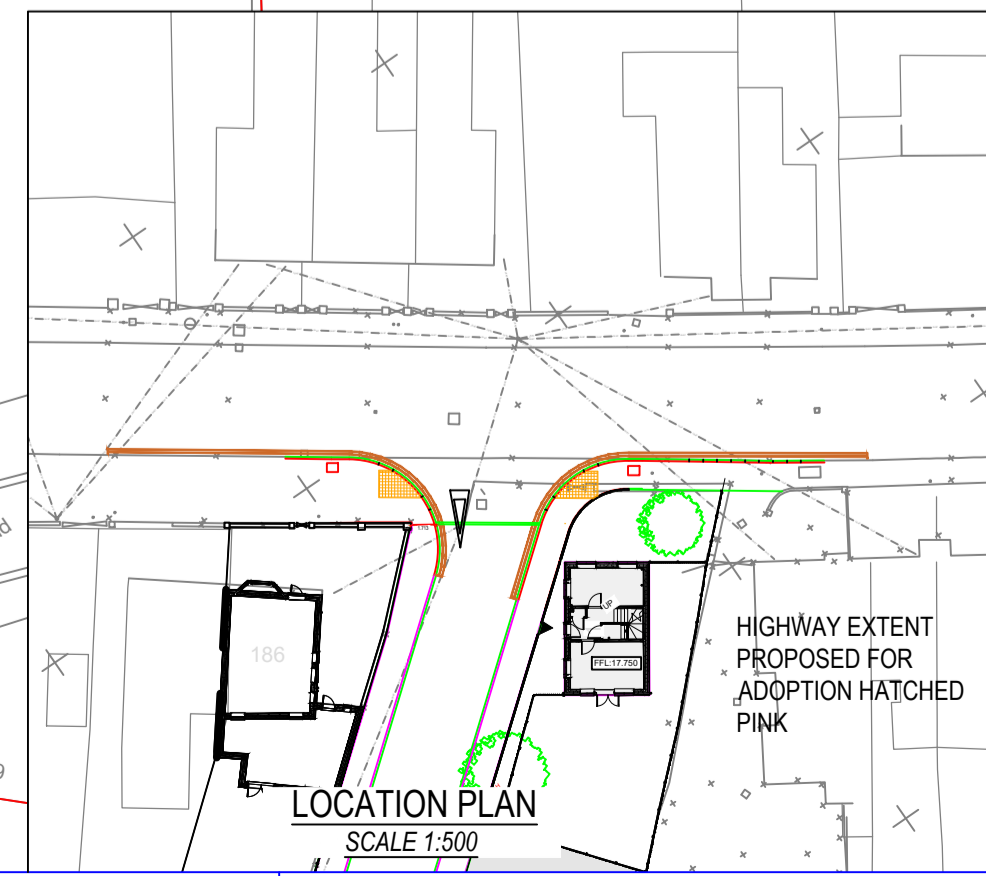 186
UP
FFL:17.750
HIGHWAY EXTENT
PROPOSED FOR
ADOPTION HATCHED
PINK
LOCATION PLAN
SCALE 1:500